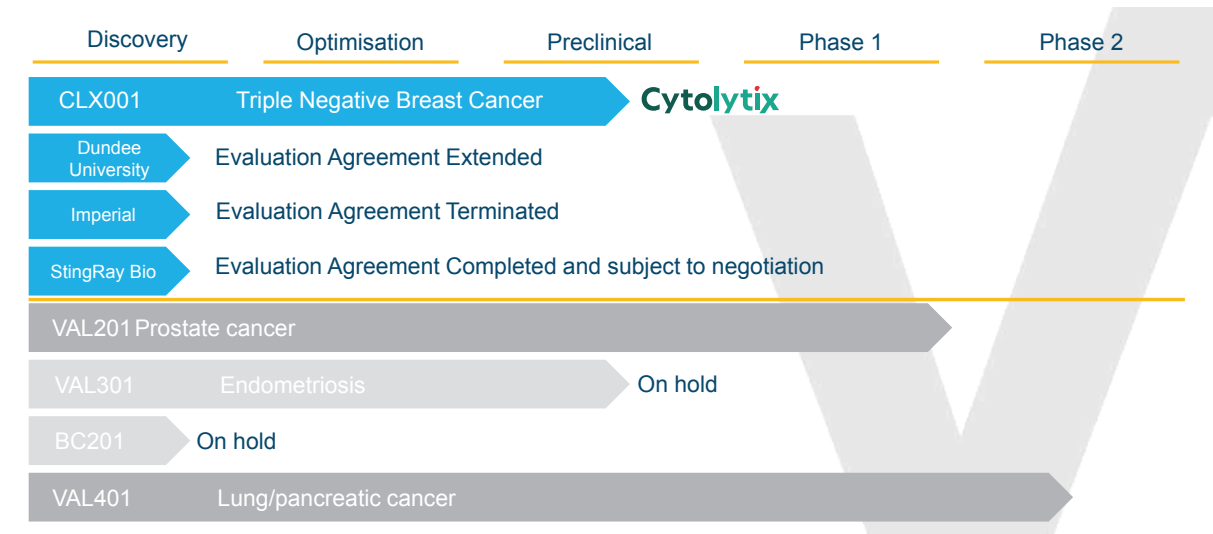 Discovery Optimisation Preclinical Phase 1 Phase 2
CLX001 Triple Negative Breast Cancer Cytolytix
Dundee
University
Evaluation Agreement Extended
Imperial Evaluation Agreement Terminated
StingRay Bio Evaluation Agreement Completed and subject to negotiation
VAL201 Prostate cancer
VAL301 Endometriosis On hold
BC201 On hold
VAL401 Lung/pancreatic cancer